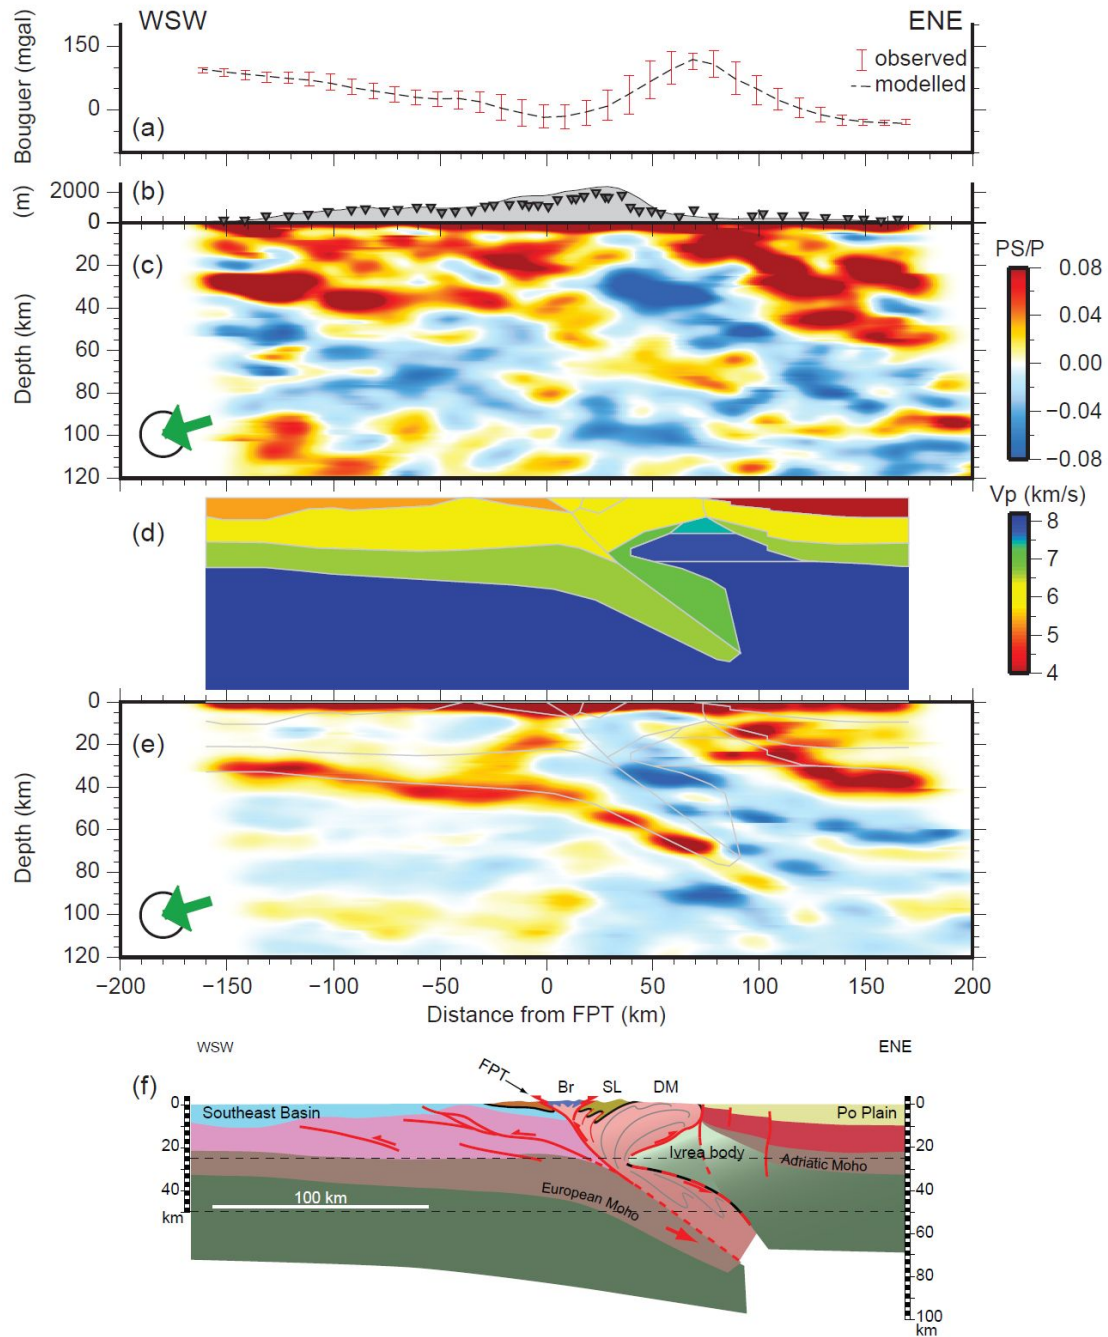 WSW ENE
Bouguer (mgal)
150
0
observed
modelled
(a)
(m)
2000
0
(b)
Depth (km)
20
40
60
80
100
120
(c)
PS/P
0.08
0.04
0.00
−0.04
−0.08
(d)
Vp (km/s)
8
7
6
5
4
Depth (km)
0
20
40
60
80
100
120
(e)
−200 −150 −100 −50 0 50 100 150 200
Distance from FPT (km)
WSW ENE
(f)
FPT Br SL DM
0 Southeast Basin Po Plain 0
20 Ivrea body Adriatic Moho 20
40 100 km European Moho 40
km
60
80
100
km